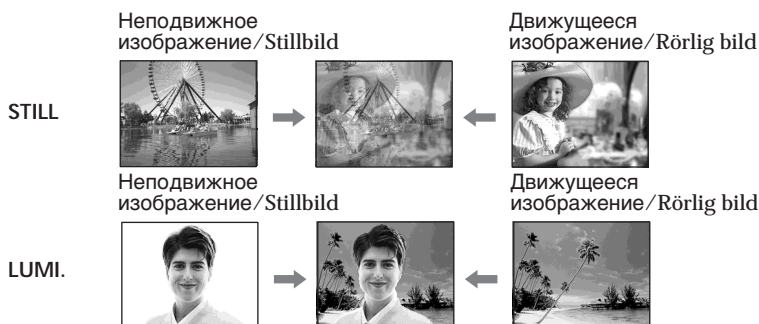 Неподвижное
изображение/Stillbild
Движущееся
изображение/Rörlig bild
STILL
Неподвижное
изображение/Stillbild
Движущееся
изображение/Rörlig bild
LUMI.